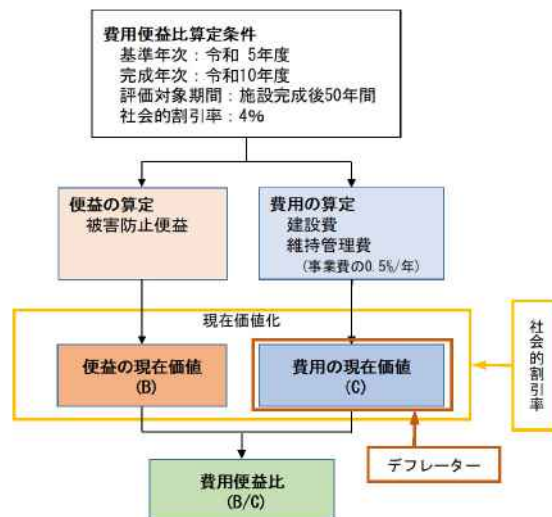 費用便益比算定条件
基準年次：令和 5年度
完成年次：令和10年度
評価対象期間：施設完成後50年間
社会的割引率：4%
便益の算定
被害防止便益
費用の算定
建設費
維持管理費
(事業費の0.5%/年)
現在価値化
便益の現在価値
(B)
費用の現在価値
(C)
社会的割引率
デフレーター
費用便益比
(B/C)